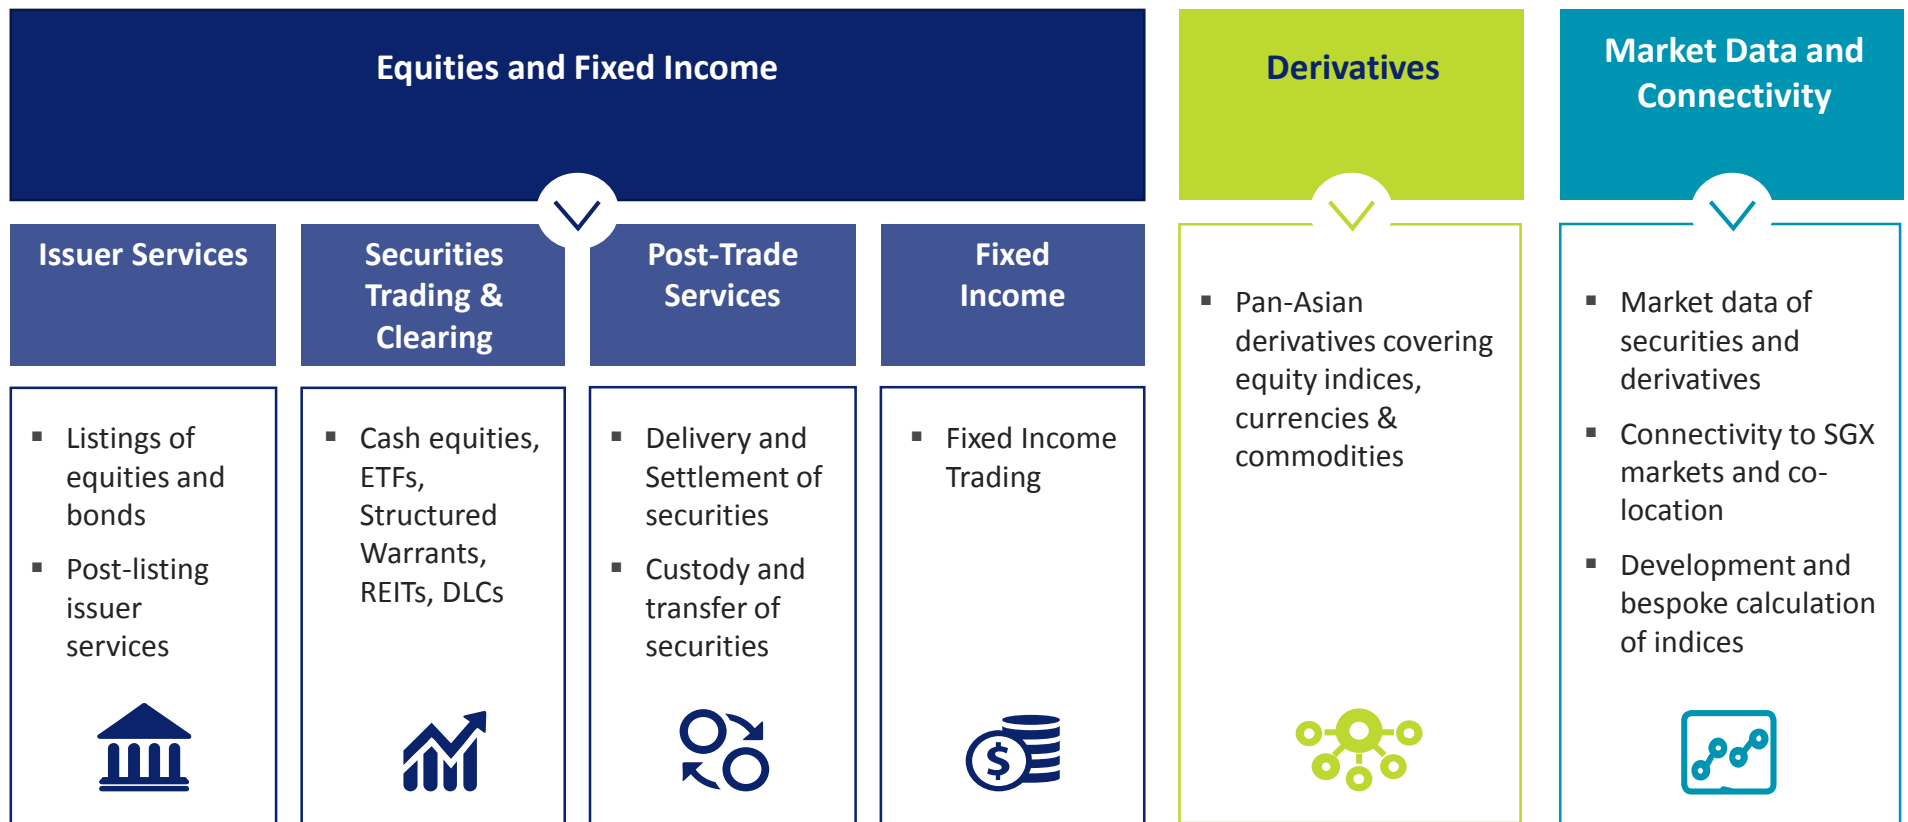 Equities and Fixed Income
Issuer Services
▪ Listings of
equities and
bonds
▪ Post-listing
issuer
services
Securities
Trading &
Clearing
▪ Cash equities,
ETFs,
Structured
Warrants,
REITs, DLCs
Post-Trade
Services
▪ Delivery and
Settlement of
securities
▪ Custody and
transfer of
securities
Fixed
Income
▪ Fixed Income
Trading
$
Derivatives
▪ Pan-Asian
derivatives covering
equity indices,
currencies &
commodities
Market Data and
Connectivity
▪ Market data of
securities and
derivatives
▪ Connectivity to SGX
markets and co-
location
▪ Development and
bespoke calculation
of indices